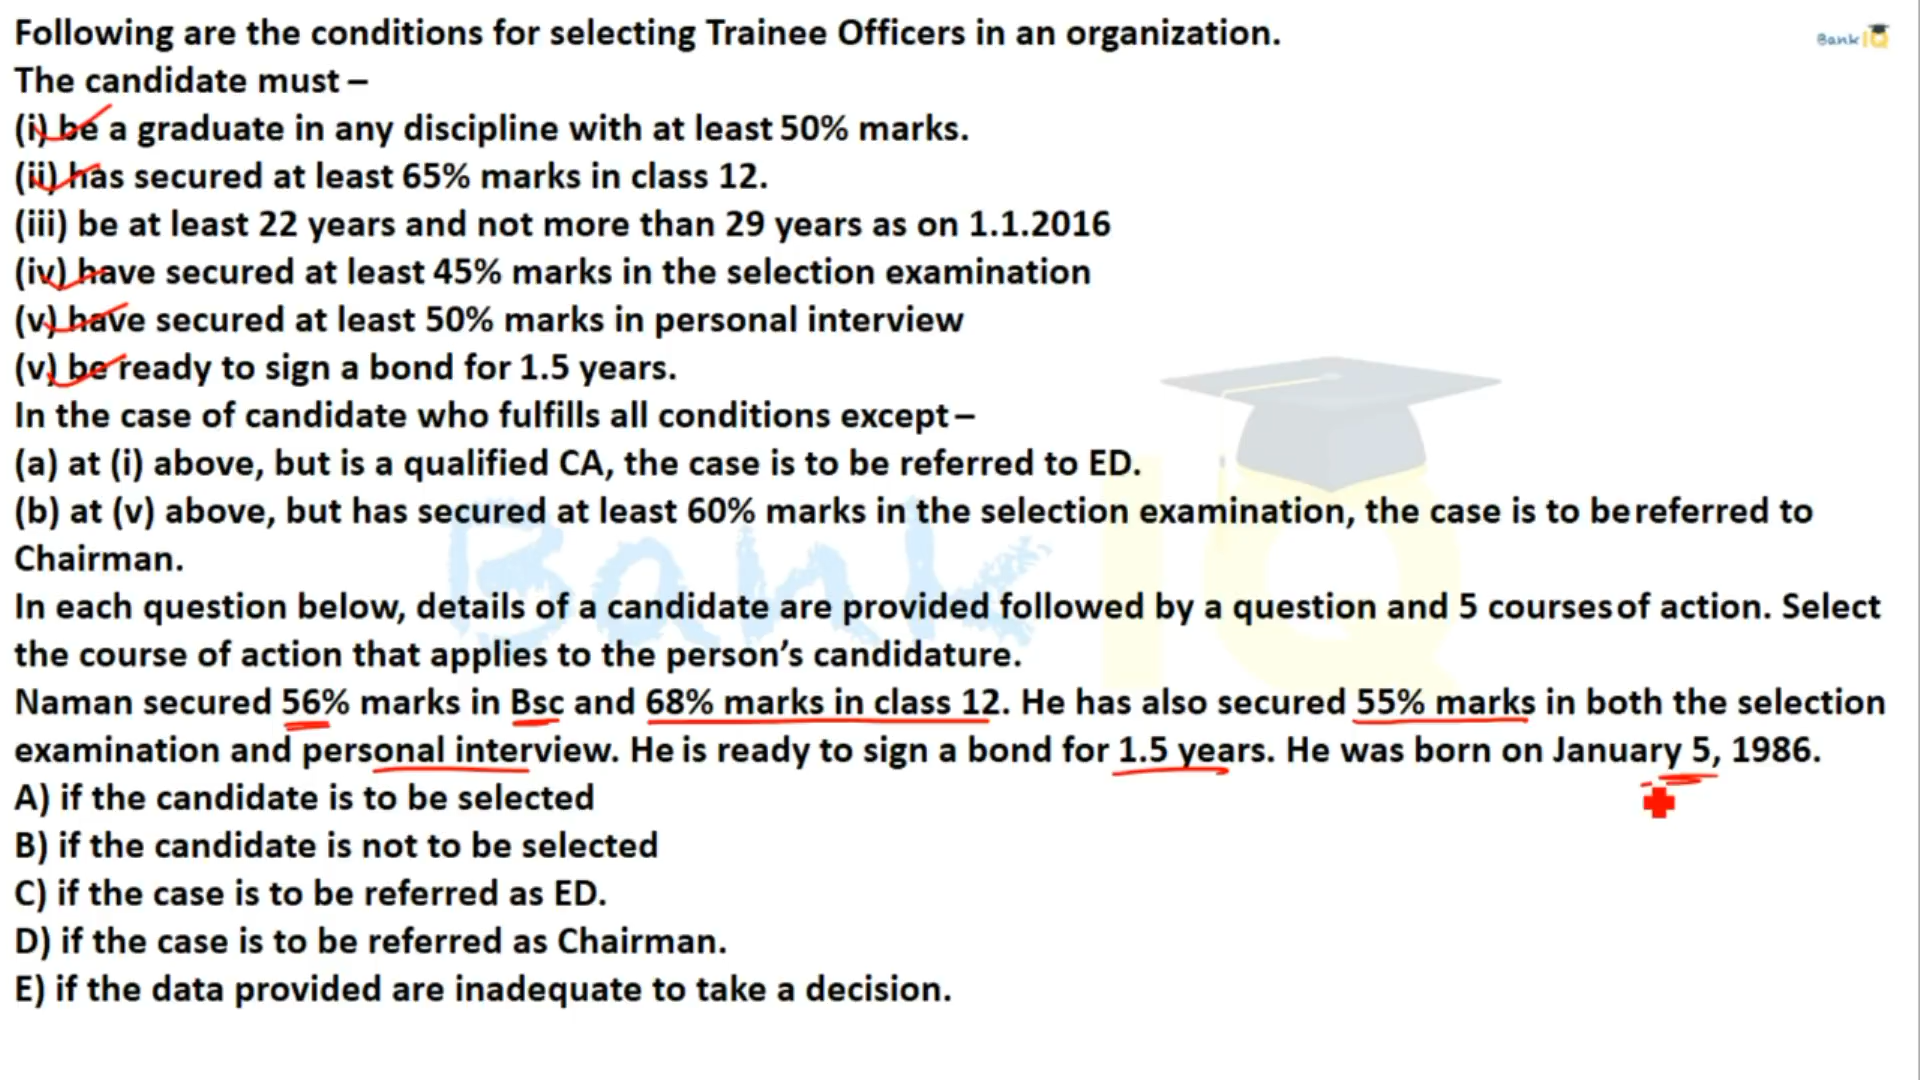 Following are the conditions for selecting Trainee Officers in an organization.
Bank IQ
The candidate must –
(i) be a graduate in any discipline with at least 50% marks.
(ii) has secured at least 65% marks in class 12.
(iii) be at least 22 years and not more than 29 years as on 1.1.2016
(iv) have secured at least 45% marks in the selection examination
(v) have secured at least 50% marks in personal interview
(v) be ready to sign a bond for 1.5 years.
In the case of candidate who fulfills all conditions except –
(a) at (i) above, but is a qualified CA, the case is to be referred to ED.
(b) at (v) above, but has secured at least 60% marks in the selection examination, the case is to be referred to
Chairman.
Bank IQ
In each question below, details of a candidate are provided followed by a question and 5 courses of action. Select
the course of action that applies to the person’s candidature.
Naman secured 56% marks in Bsc and 68% marks in class 12. He has also secured 55% marks in both the selection
examination and personal interview. He is ready to sign a bond for 1.5 years. He was born on January 5, 1986.
A) if the candidate is to be selected
B) if the candidate is not to be selected
C) if the case is to be referred as ED.
D) if the case is to be referred as Chairman.
E) if the data provided are inadequate to take a decision.